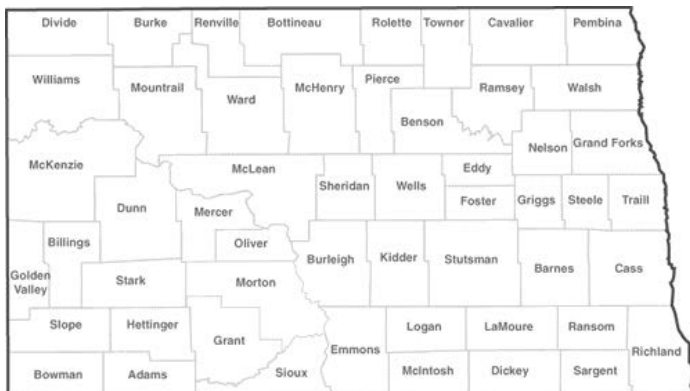 Divide
Burke
Renville
Bottineau
Rolette
Towner
Cavalier
Pembina
Williams
Mountrail
Ward
McHenry
Pierce
Ramsey
Walsh
Benson
McKenzie
McLean
Nelson
Grand Forks
Sheridan
Wells
Eddy
Foster
Griggs
Steele
Traill
Dunn
Mercer
Oliver
Billings
Golden
Valley
Stark
Morton
Burleigh
Kidder
Stutsman
Barnes
Cass
Slope
Hettinger
Grant
Emmons
Logan
LaMoure
Ransom
Richland
Bowman
Adams
Sioux
McIntosh
Dickey
Sargent